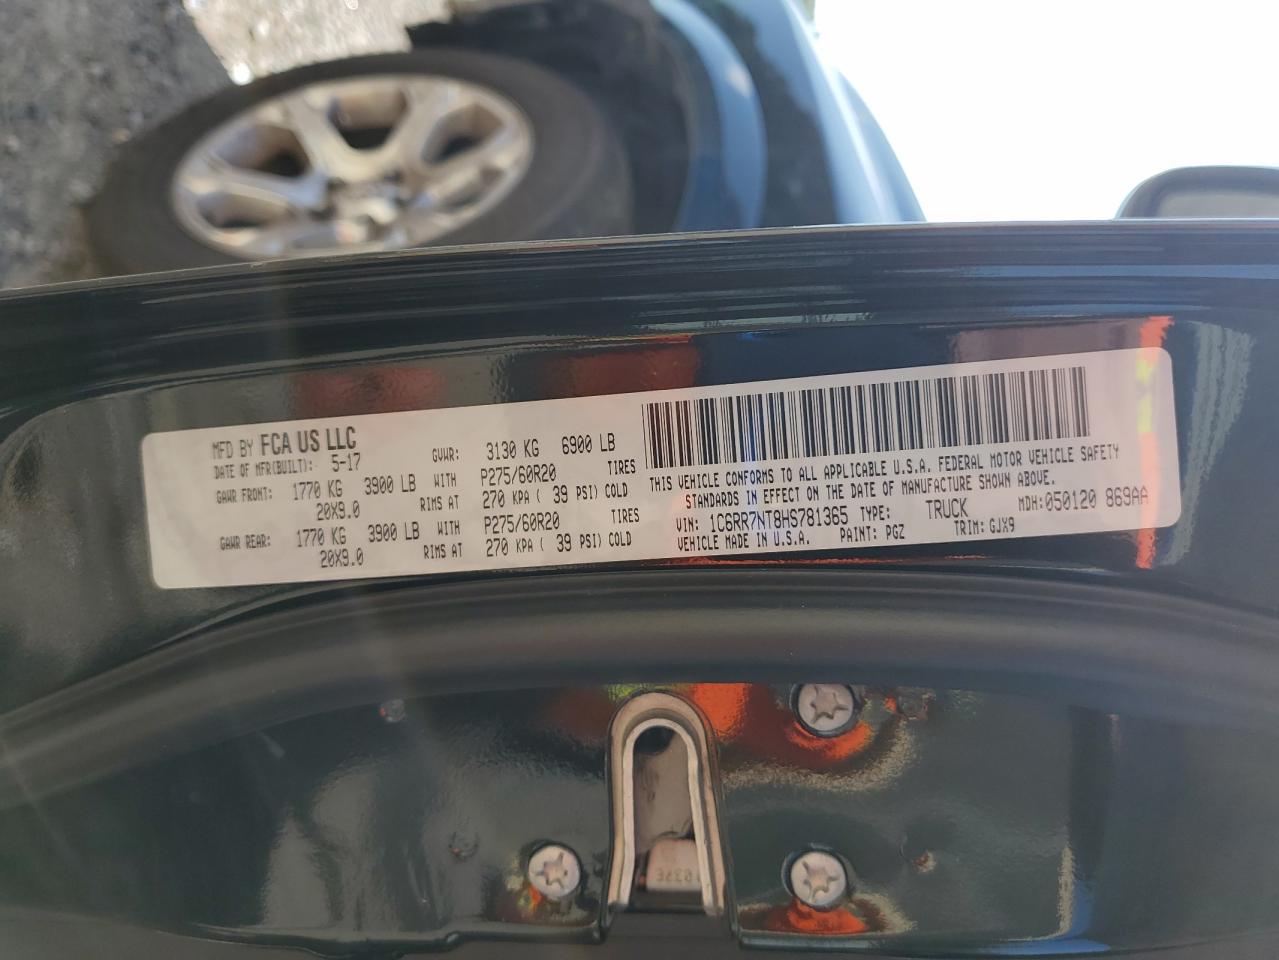 MFD BY FCA US LLC
DATE OF MFR(BUILT): 5-17 GVWR: 3130 KG 6900 LB
GAWR FRONT: 1770 KG 3900 LB WITH P275/60R20 TIRES
20X9.0 RIMS AT 270 KPA ( 39 PSI) COLD
GAWR REAR: 1770 KG 3900 LB WITH P275/60R20 TIRES
20X9.0 RIMS AT 270 KPA ( 39 PSI) COLD
THIS VEHICLE CONFORMS TO ALL APPLICABLE U.S.A. FEDERAL MOTOR VEHICLE SAFETY
STANDARDS IN EFFECT ON THE DATE OF MANUFACTURE SHOWN ABOVE.
VIN: 1C6RR7NT8HS781365 TYPE: TRUCK MDH:050120 869AA
VEHICLE MADE IN U.S.A. PAINT: PGZ TRIM: GJX9